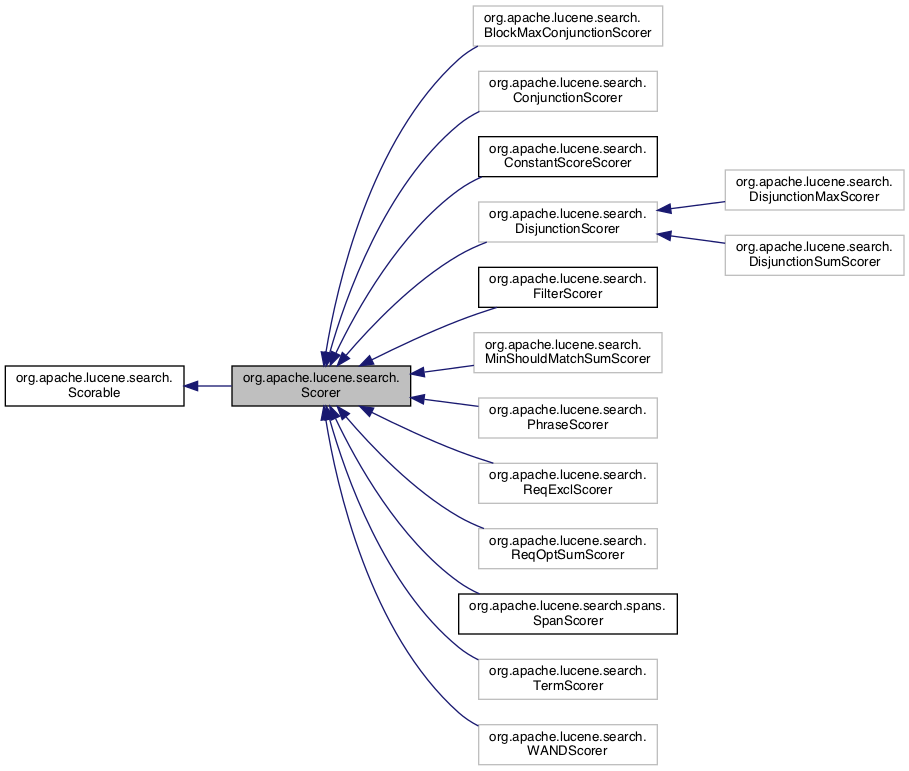 org.apache.lucene.search.
BlockMaxConjunctionScorer
org.apache.lucene.search.
ConjunctionScorer
org.apache.lucene.search.
ConstantScoreScorer
org.apache.lucene.search.
DisjunctionScorer
org.apache.lucene.search.
DisjunctionMaxScorer
org.apache.lucene.search.
DisjunctionSumScorer
org.apache.lucene.search.
FilterScorer
org.apache.lucene.search.
MinShouldMatchSumScorer
org.apache.lucene.search.
Scorable
org.apache.lucene.search.
Scorer
org.apache.lucene.search.
PhraseScorer
org.apache.lucene.search.
ReqExclScorer
org.apache.lucene.search.
ReqOptSumScorer
org.apache.lucene.search.spans.
SpanScorer
org.apache.lucene.search.
TermScorer
org.apache.lucene.search.
WANDScorer